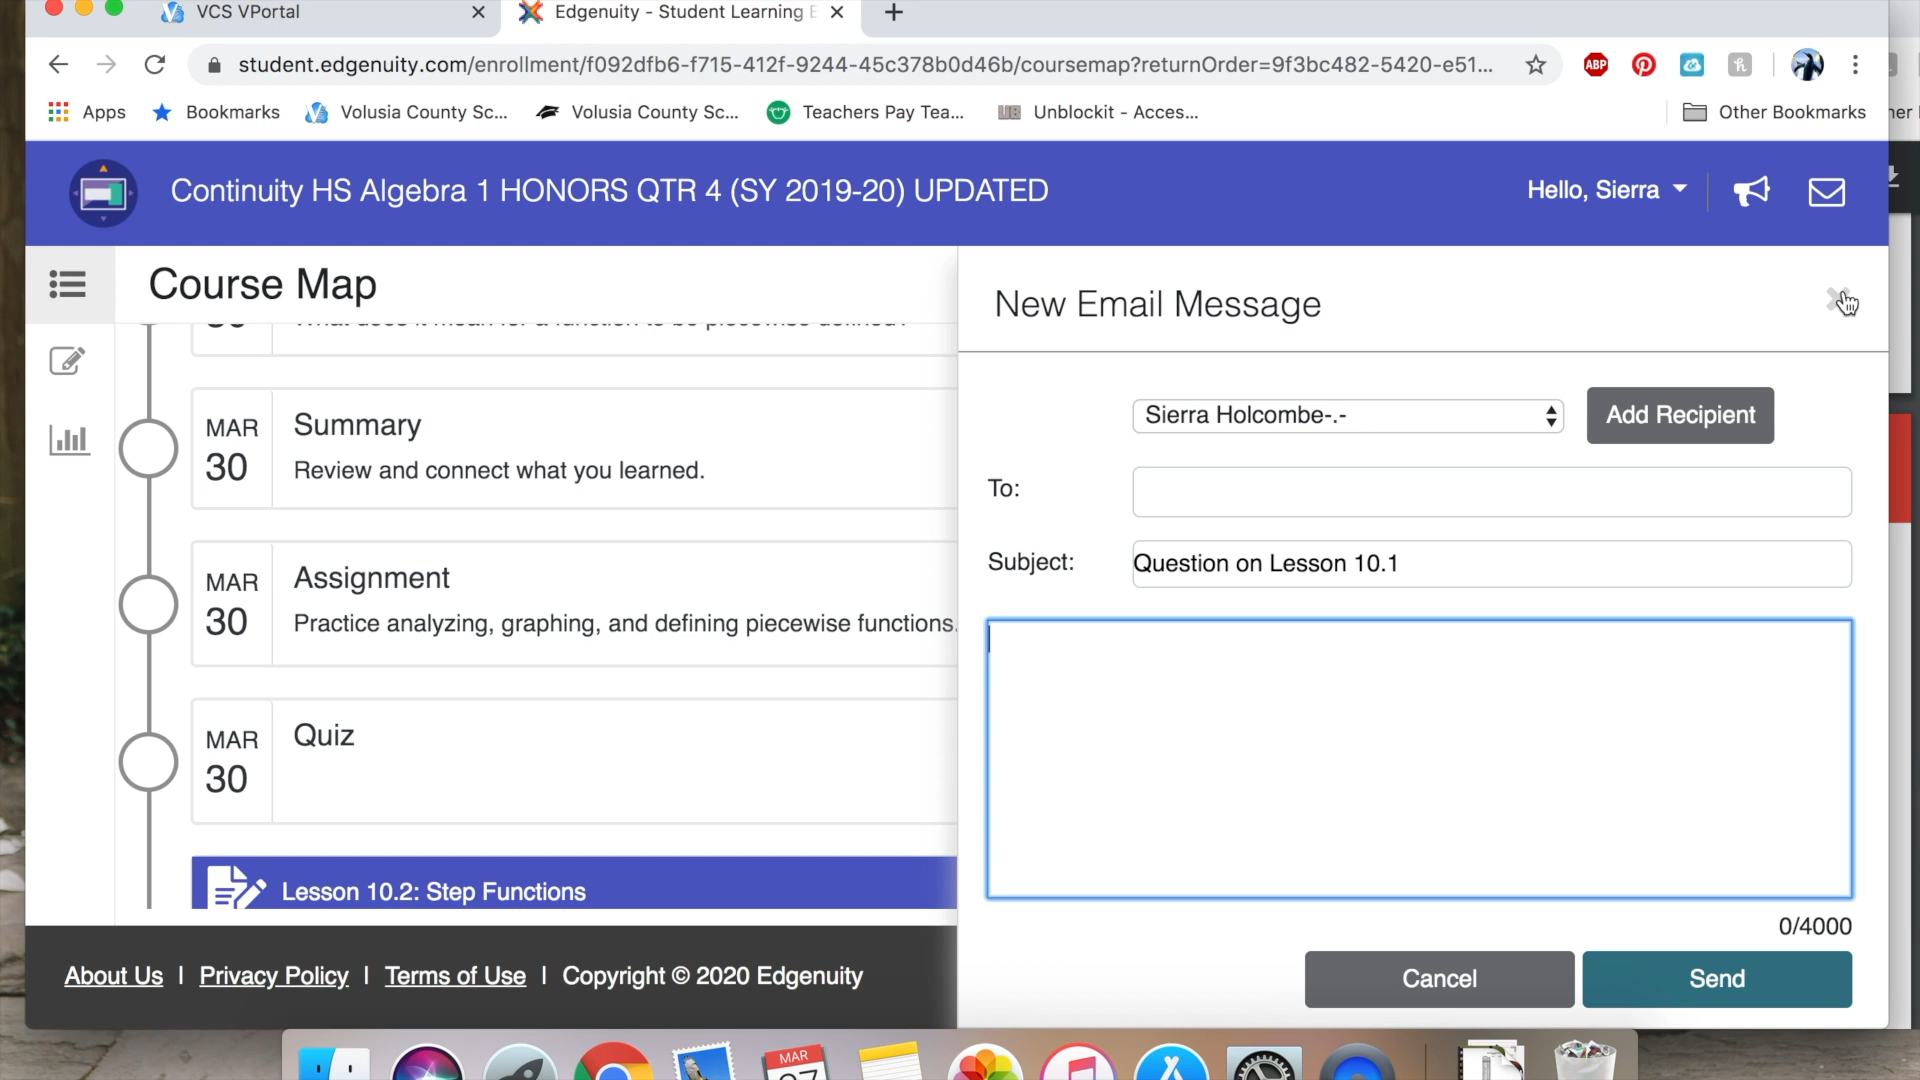 VCS VPortal
Edgenuity - Student Learning
student.edgenuity.com/enrollment/f092dfb6-f715-412f-9244-45c378b0d46b/coursemap?returnOrder=9f3bc482-5420-e51...
ABP
Apps
Bookmarks
Volusia County Sc...
Volusia County Sc...
Teachers Pay Tea...
UB
Unblockit - Acces...
Other Bookmarks
Continuity HS Algebra 1 HONORS QTR 4 (SY 2019-20) UPDATED
Hello, Sierra
Course Map
MAR
30
Summary
Review and connect what you learned.
MAR
30
Assignment
Practice analyzing, graphing, and defining piecewise functions.
MAR
30
Quiz
Lesson 10.2: Step Functions
New Email Message
Sierra Holcombe-.-
Add Recipient
To:
Subject:
Question on Lesson 10.1
0/4000
Cancel
Send
About Us | Privacy Policy | Terms of Use | Copyright © 2020 Edgenuity
MAR